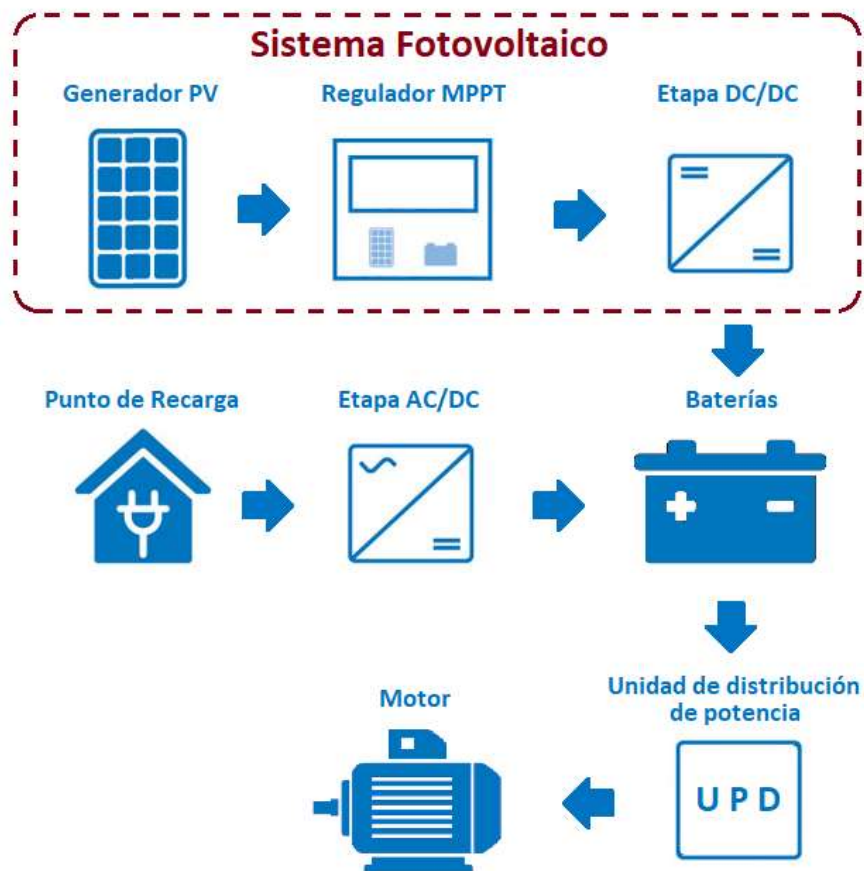 Sistema Fotovoltaico
Generador PV
Regulador MPPT
Etapa DC/DC
Punto de Recarga
Etapa AC/DC
Baterías
Unidad de distribución
de potencia
Motor
U P D